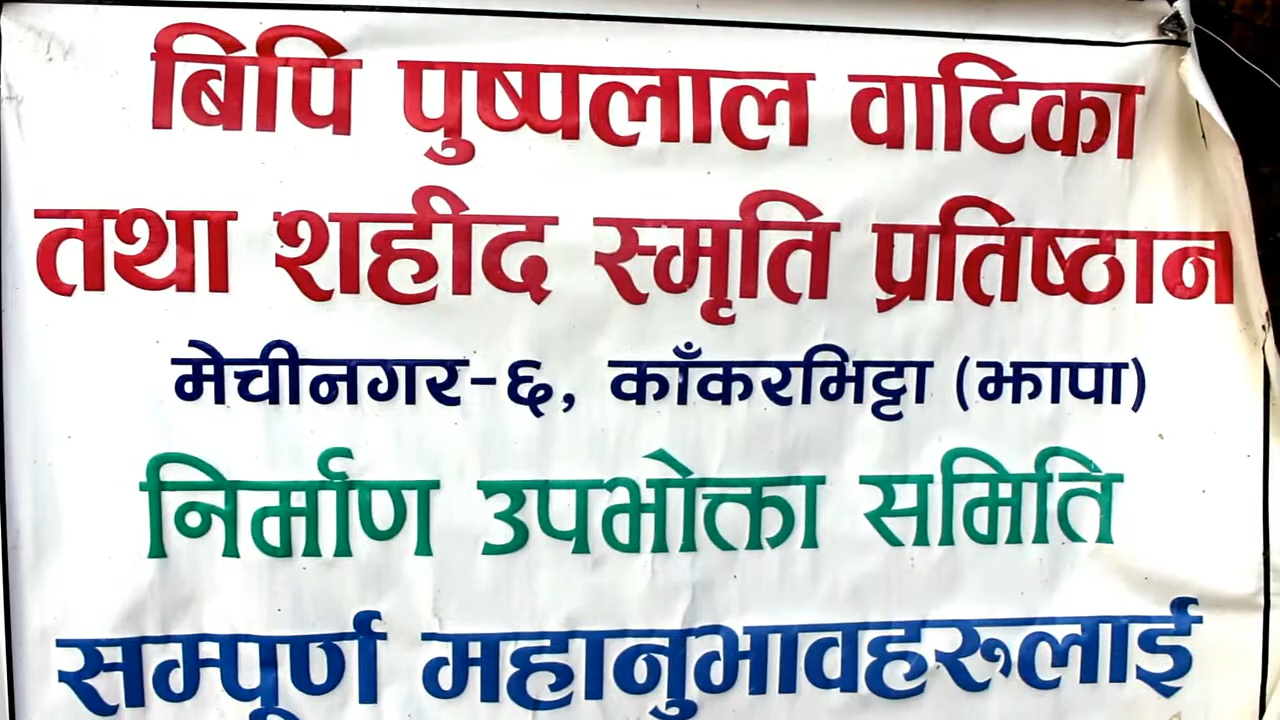 बिपि पुष्पलाल वाटिका
तथा शहीद स्मृति प्रतिष्ठान
मेचीनगर-६, काँकरभिट्टा (झापा)
निर्माण उपभोक्ता समिति
सम्पूर्ण महानुभावहरूलाई